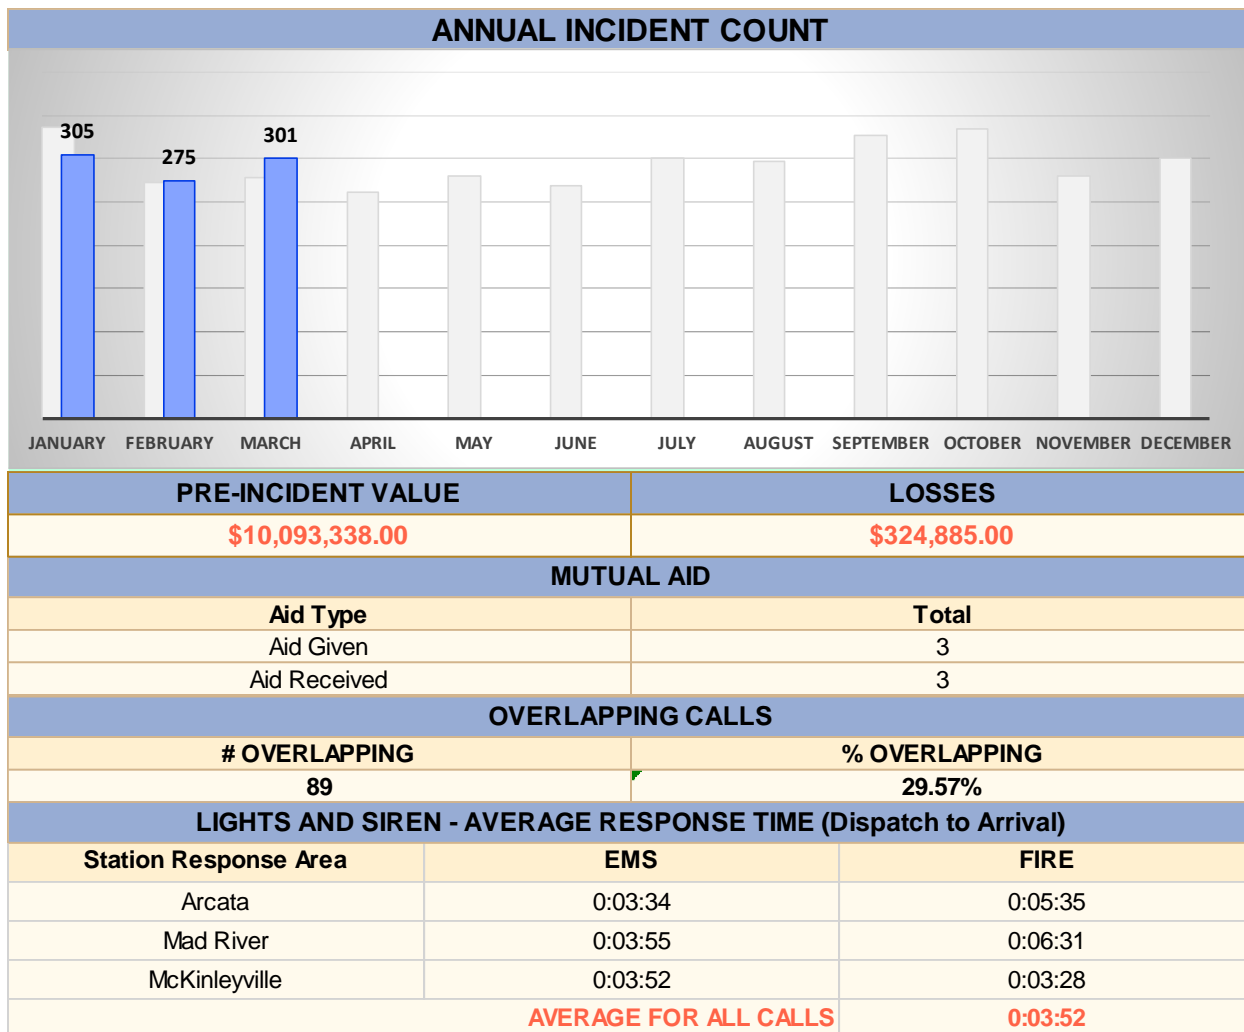 ANNUAL INCIDENT COUNT
305
275
301
JANUARY FEBRUARY MARCH APRIL MAY JUNE JULY AUGUST SEPTEMBER OCTOBER NOVEMBER DECEMBER
PRE-INCIDENT VALUE LOSSES
$10,093,338.00 $324,885.00
MUTUAL AID
Aid Type Total
Aid Given 3
Aid Received 3
OVERLAPPING CALLS
# OVERLAPPING % OVERLAPPING
89 29.57%
LIGHTS AND SIREN - AVERAGE RESPONSE TIME (Dispatch to Arrival)
Station Response Area EMS FIRE
Arcata 0:03:34 0:05:35
Mad River 0:03:55 0:06:31
McKinleyville 0:03:52 0:03:28
AVERAGE FOR ALL CALLS 0:03:52